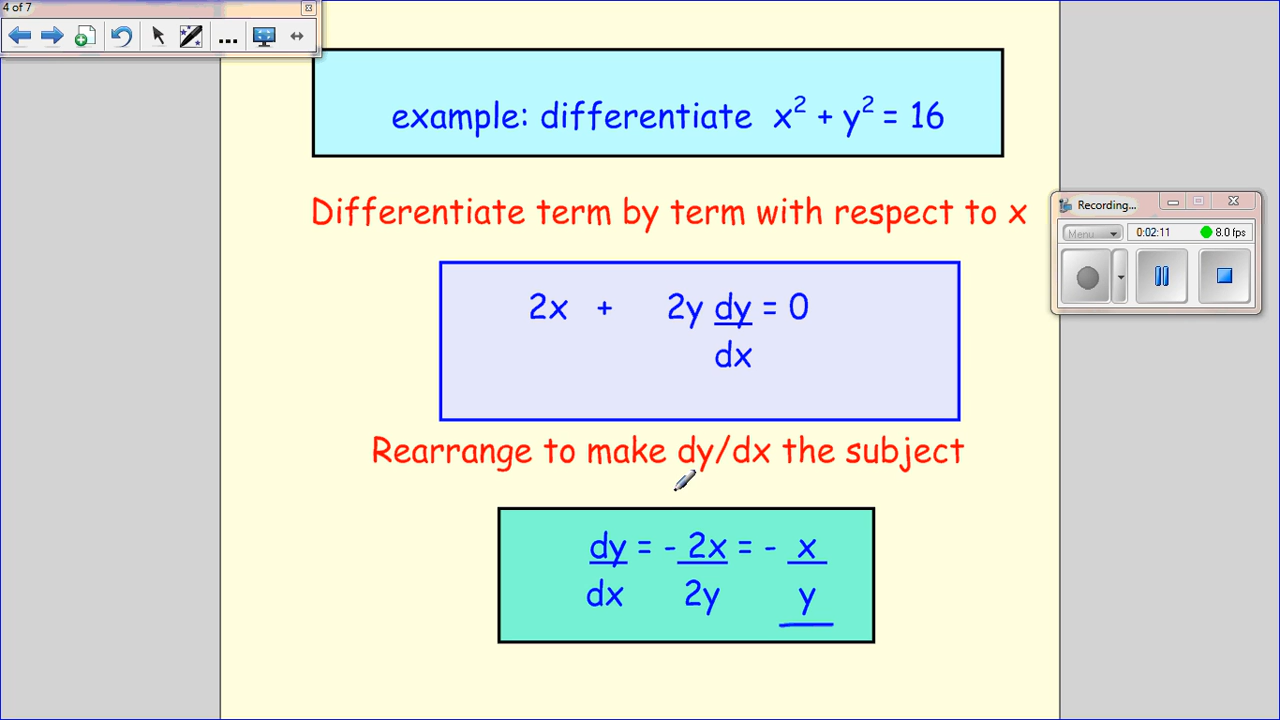 4 of 7
example: differentiate x² + y² = 16
Differentiate term by term with respect to x
Recording...
Menu 0:02:11 8.0 fps
2x + 2y dy = 0
dx
Rearrange to make dy/dx the subject
dy = - 2x = - x
dx 2y y